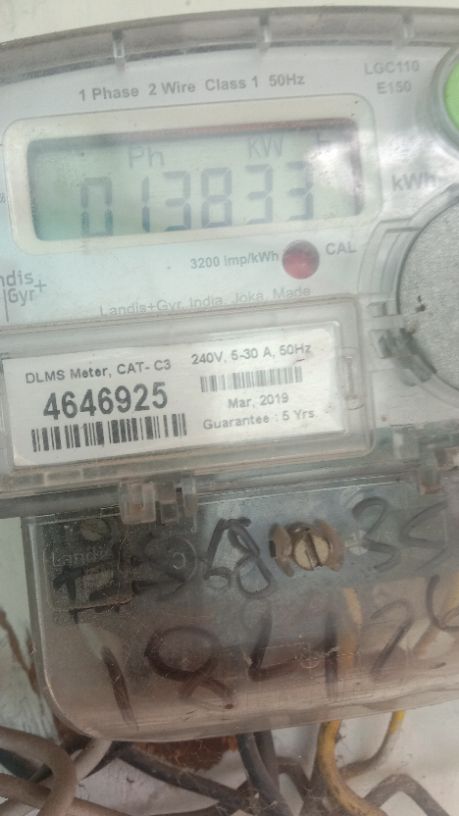 1 Phase 2 Wire Class 1 50Hz
LGC110
E150
Ph KW
013833
kWh
3200 imp/kWh
CAL
ndis
Gyr+
Landis+Gyr, India, Joka, Made
DLMS Meter, CAT- C3
240V, 5-30 A, 50Hz
4646925
Mar, 2019
Guarantee : 5 Yrs.
Landis